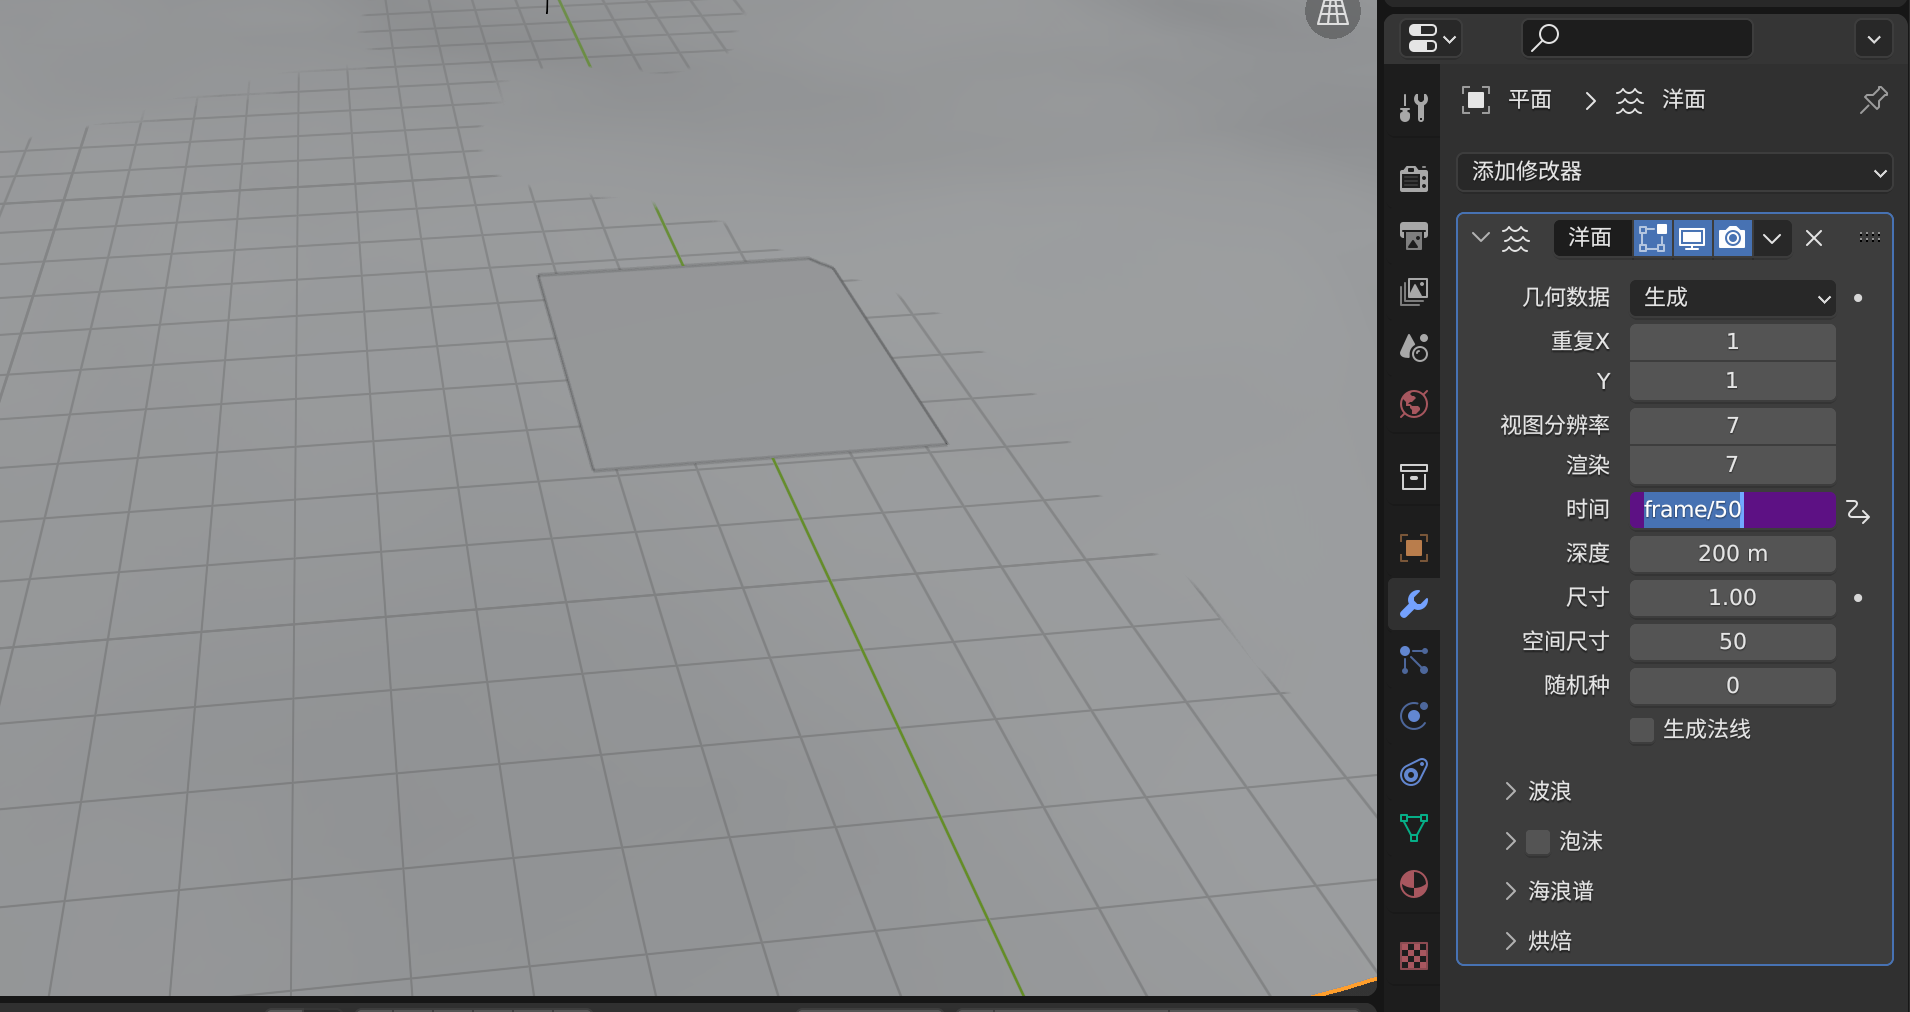 平面 > 洋面
添加修改器
洋面
几何数据 生成
重复X 1
Y 1
视图分辨率 7
渲染 7
时间 frame/50
深度 200 m
尺寸 1.00
空间尺寸 50
随机种 0
生成法线
波浪
泡沫
海浪谱
烘焙